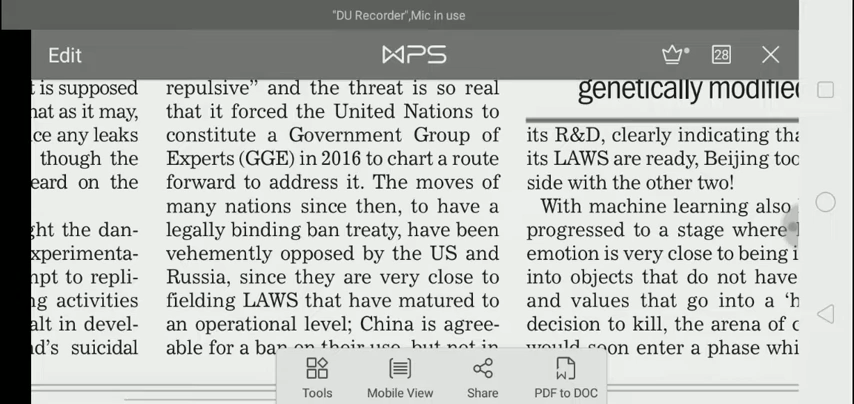 "DU Recorder",Mic in use
Edit
WPS
28
t is supposed
hat as it may,
ce any leaks
though the
eard on the
ght the dan-
xperimenta-
mpt to repli-
ng activities
alt in devel-
d's suicidal
repulsive" and the threat is so real
that it forced the United Nations to
constitute a Government Group of
Experts (GGE) in 2016 to chart a route
forward to address it. The moves of
many nations since then, to have a
legally binding ban treaty, have been
vehemently opposed by the US and
Russia, since they are very close to
fielding LAWS that have matured to
an operational level; China is agree-
able for a ban on their use, but not in
genetically modified
its R&D, clearly indicating tha
its LAWS are ready, Beijing too
side with the other two!
With machine learning also
progressed to a stage where
emotion is very close to being i
into objects that do not have
and values that go into a 'h
decision to kill, the arena of c
would soon enter a phase whi
Tools
Mobile View
Share
PDF to DOC